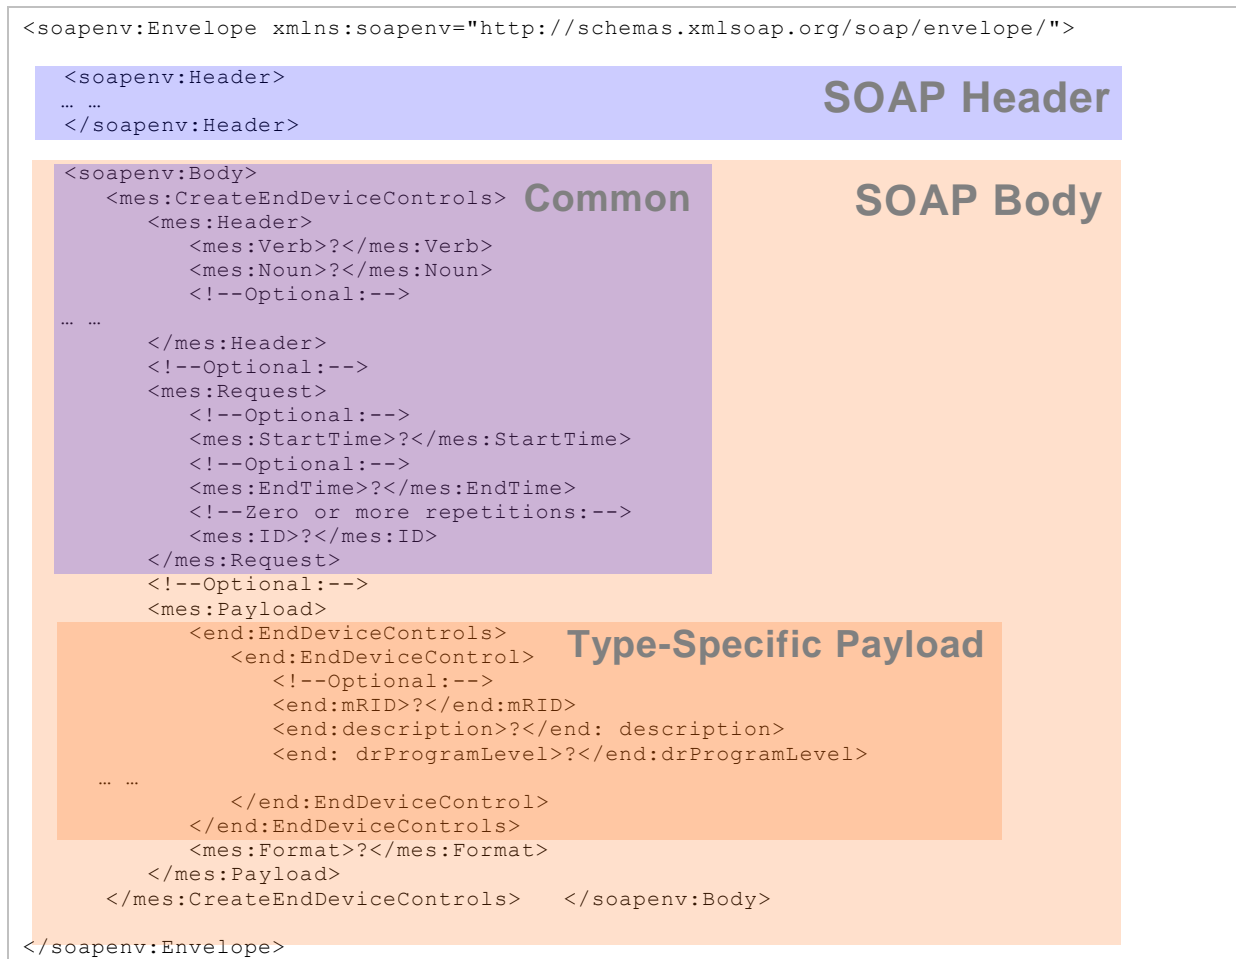 <soapenv:Envelope xmlns:soapenv="http://schemas.xmlsoap.org/soap/envelope/">
<soapenv:Header>
SOAP Header
… …
</soapenv:Header>
<soapenv:Body>
<mes:CreateEndDeviceControls> Common SOAP Body
<mes:Header>
<mes:Verb>?</mes:Verb>
<mes:Noun>?</mes:Noun>
<!--Optional:-->
… …
</mes:Header>
<!--Optional:-->
<mes:Request>
<!--Optional:-->
<mes:StartTime>?</mes:StartTime>
<!--Optional:-->
<mes:EndTime>?</mes:EndTime>
<!--Zero or more repetitions:-->
<mes:ID>?</mes:ID>
</mes:Request>
<!--Optional:-->
<mes:Payload>
<end:EndDeviceControls>
Type-Specific Payload
<end:EndDeviceControl>
<!--Optional:-->
<end:mRID>?</end:mRID>
<end:description>?</end: description>
<end: drProgramLevel>?</end:drProgramLevel>
… …
</end:EndDeviceControl>
</end:EndDeviceControls>
<mes:Format>?</mes:Format>
</mes:Payload>
</mes:CreateEndDeviceControls> </soapenv:Body>
</soapenv:Envelope>